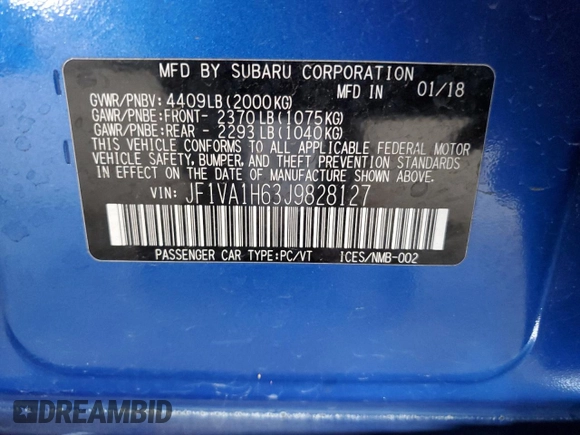 MFD BY SUBARU CORPORATION
MFD IN 01/18
GVWR/PNBV: 4409LB(2000KG)
GAWR/PNBE:FRONT- 2370LB(1075KG)
GAWR/PNBE:REAR - 2293LB(1040KG)
THIS VEHICLE CONFORMS TO ALL APPLICABLE FEDERAL MOTOR
VEHICLE SAFETY, BUMPER, AND THEFT PREVENTION STANDARDS
IN EFFECT ON THE DATE OF MANUFACTURE SHOWN ABOVE.
VIN: JF1VA1H63J9828127
PASSENGER CAR TYPE:PC/VT ICES/NMB-002
DREAMBID